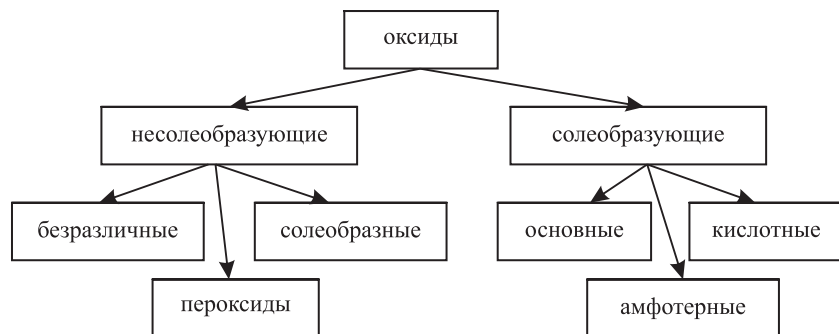 оксиды
несолеобразующие
солеобразующие
безразличные
солеобразные
основные
кислотные
пероксиды
амфотерные